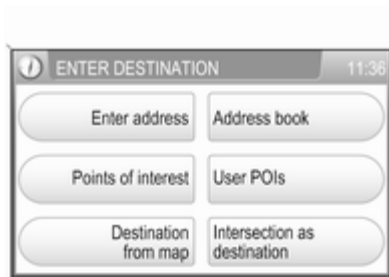 ENTER DESTINATION 11:36
Enter address
Address book
Points of interest
User POIs
Destination
from map
Intersection as
destination